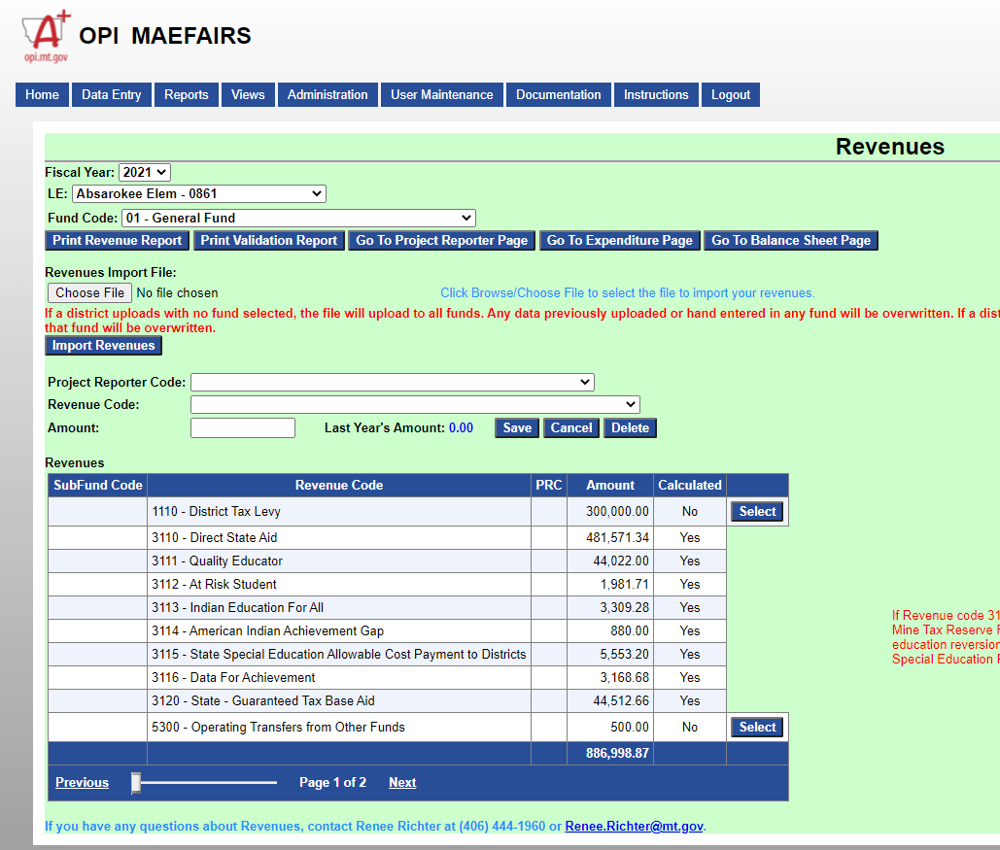 A+
opi.mt.gov
OPI MAEFAIRS
Home Data Entry Reports Views Administration User Maintenance Documentation Instructions Logout
Revenues
Fiscal Year: 2021
LE: Absarokee Elem - 0861
Fund Code: 01 - General Fund
Print Revenue Report Print Validation Report Go To Project Reporter Page Go To Expenditure Page Go To Balance Sheet Page
Revenues Import File:
Choose File No file chosen Click Browse/Choose File to select the file to import your revenues.
If a district uploads with no fund selected, the file will upload to all funds. Any data previously uploaded or hand entered in any fund will be overwritten. If a dist
that fund will be overwritten.
Import Revenues
Project Reporter Code:
Revenue Code:
Amount: Last Year's Amount: 0.00 Save Cancel Delete
Revenues
SubFund Code Revenue Code PRC Amount Calculated
1110 - District Tax Levy 300,000.00 No Select
3110 - Direct State Aid 481,571.34 Yes
3111 - Quality Educator 44,022.00 Yes
3112 - At Risk Student 1,981.71 Yes
3113 - Indian Education For All 3,309.28 Yes
3114 - American Indian Achievement Gap 880.00 Yes
3115 - State Special Education Allowable Cost Payment to Districts 5,553.20 Yes
3116 - Data For Achievement 3,168.68 Yes
3120 - State - Guaranteed Tax Base Aid 44,512.66 Yes
5300 - Operating Transfers from Other Funds 500.00 No Select
886,998.87
Previous Page 1 of 2 Next
If Revenue code 31
Mine Tax Reserve F
education reversion
Special Education F
If you have any questions about Revenues, contact Renee Richter at (406) 444-1960 or Renee.Richter@mt.gov.